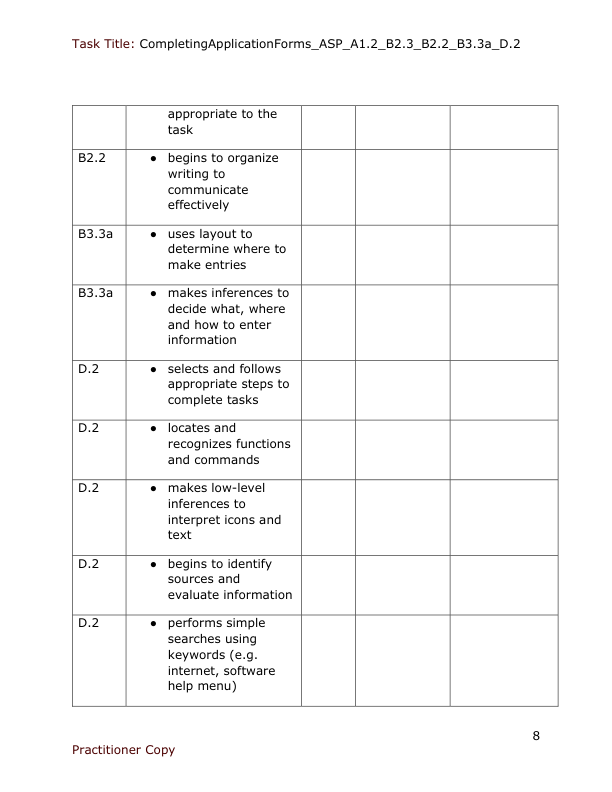 Task Title: CompletingApplicationForms_ASP_A1.2_B2.3_B2.2_B3.3a_D.2
appropriate to the
task
B2.2 ● begins to organize
writing to
communicate
effectively
B3.3a ● uses layout to
determine where to
make entries
B3.3a ● makes inferences to
decide what, where
and how to enter
information
D.2 ● selects and follows
appropriate steps to
complete tasks
D.2 ● locates and
recognizes functions
and commands
D.2 ● makes low-level
inferences to
interpret icons and
text
D.2 ● begins to identify
sources and
evaluate information
D.2 ● performs simple
searches using
keywords (e.g.
internet, software
help menu)
8
Practitioner Copy